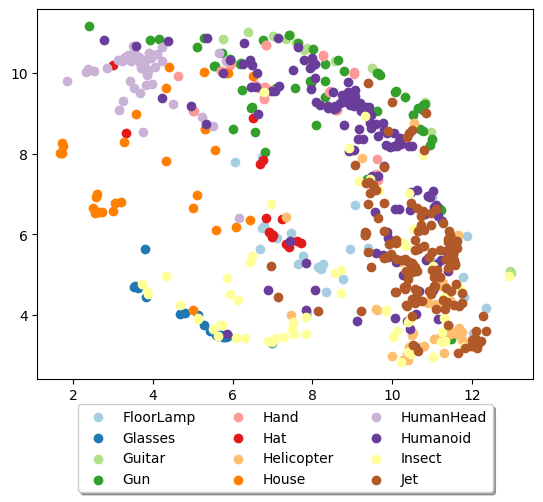 10
8
6
4
2 4 6 8 10 12
FloorLamp Hand HumanHead
Glasses Hat Humanoid
Guitar Helicopter Insect
Gun House Jet